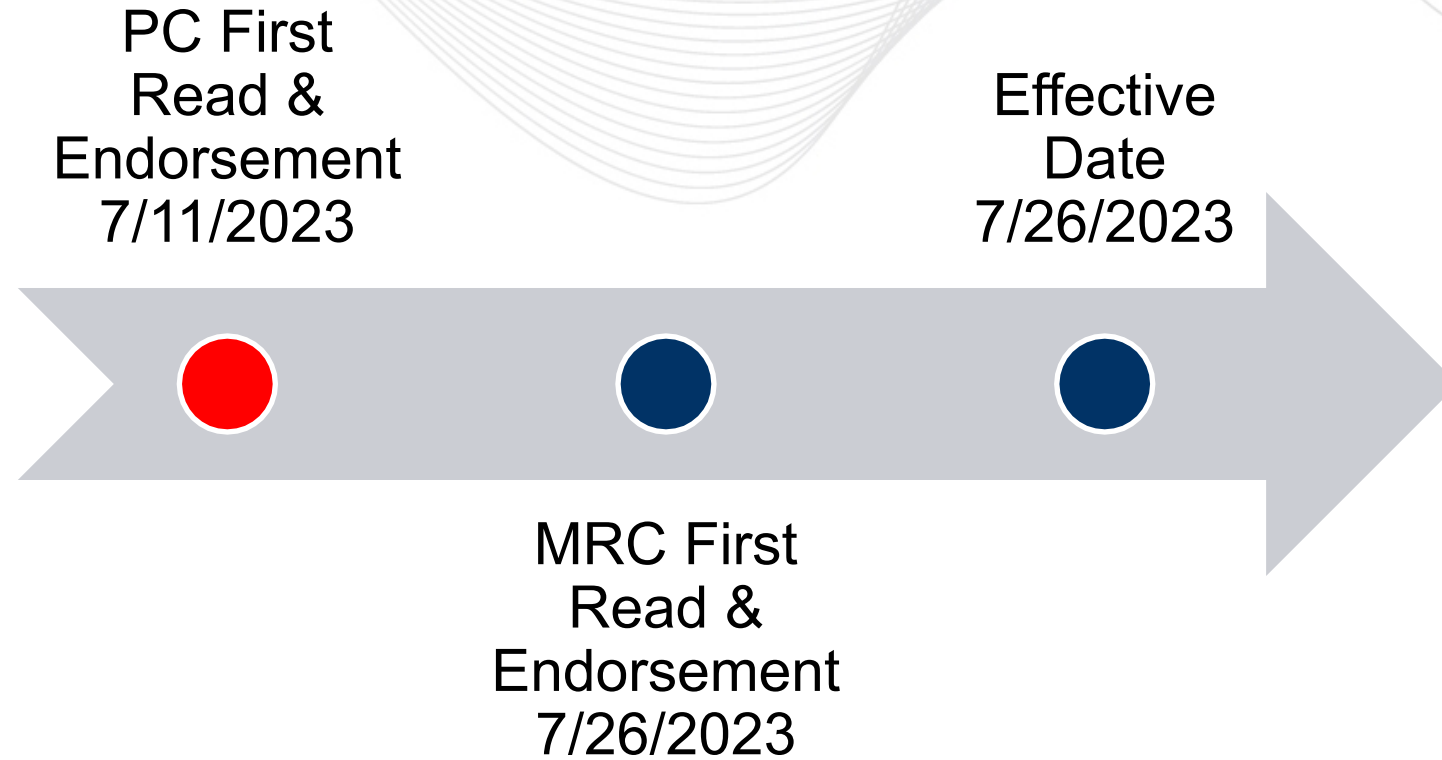 PC First
Read &
Endorsement
7/11/2023
MRC First
Read &
Endorsement
7/26/2023
Effective
Date
7/26/2023